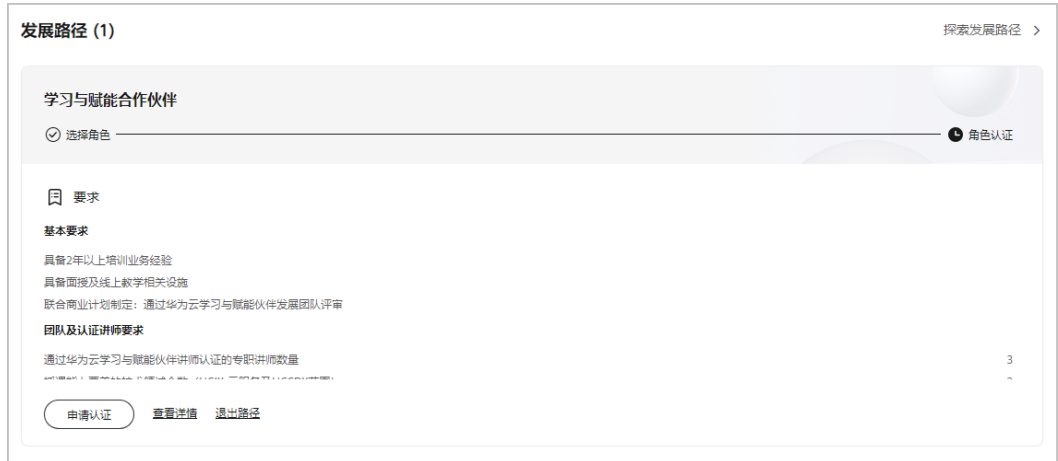 发展路径 (1)
探索发展路径
学习与赋能合作伙伴
选择角色
角色认证
要求
基本要求
具备2年以上培训业务经验
具备面授及线上教学相关设施
联合商业计划制定：通过华为云学习与赋能伙伴发展团队评审
团队及认证讲师要求
通过华为云学习与赋能伙伴讲师认证的专职讲师数量 3
申请认证 查看详情 退出路径